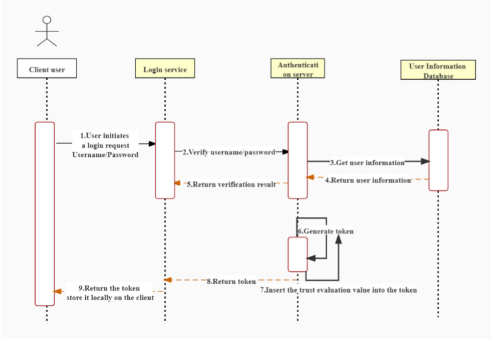 Client user
Login service
Authenticati
on server
User Information
Database
1.User initiates
a login request
Username/Password
2.Verify username/password
3.Get user information
4.Return user information
5.Return verification result
6.Generate token
7.Insert the trust evaluation value into the token
8.Return token
9.Return the token
store it locally on the client